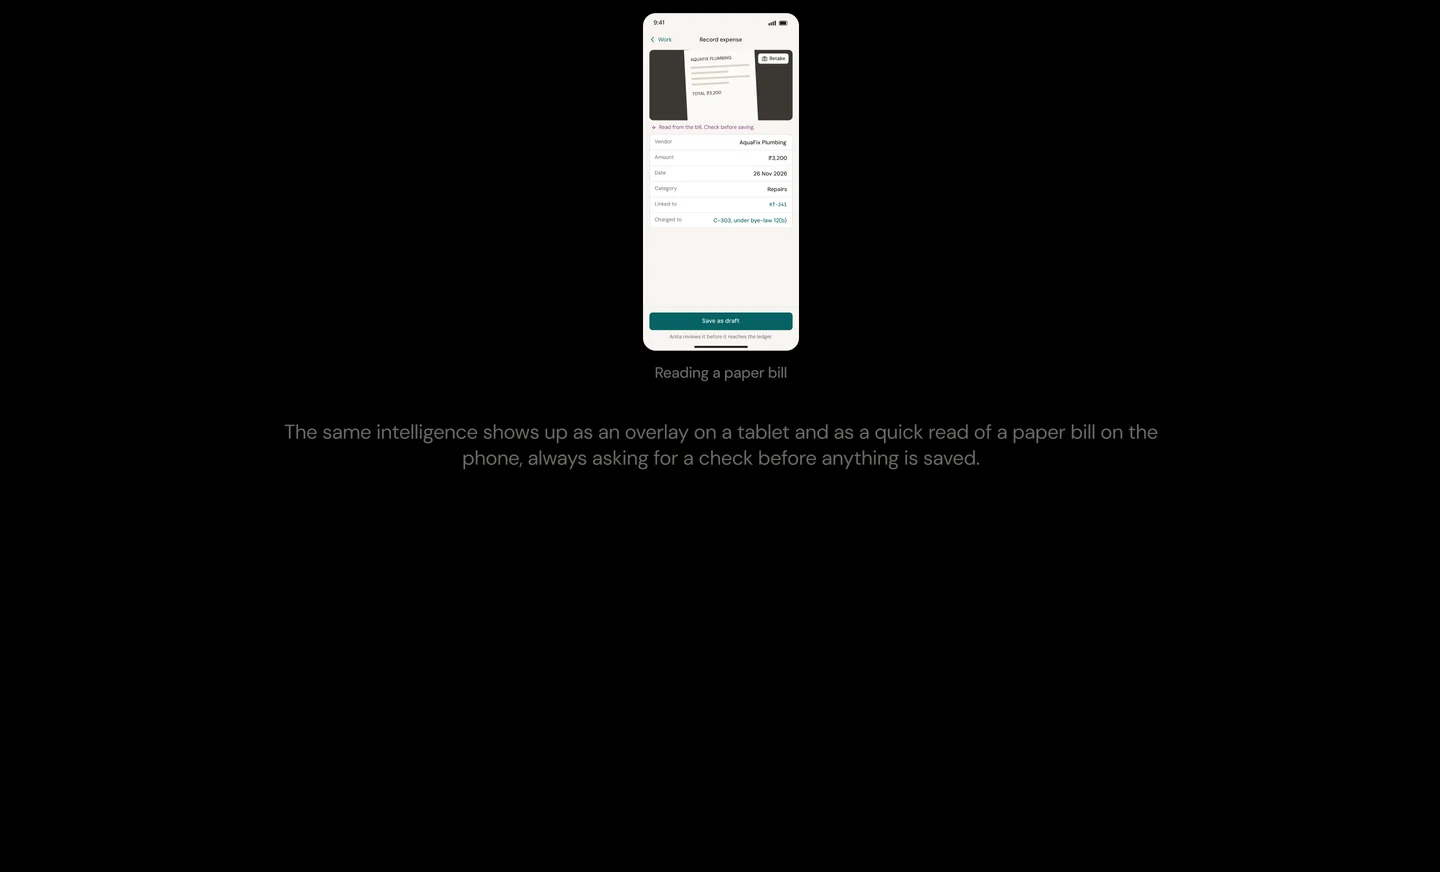 9:41
Work
Record expense
AQUAFIX PLUMBING
Retake
TOTAL ₹3,200
Read from the bill. Check before saving
Vendor AquaFix Plumbing
Amount ₹3,200
Date 26 Nov 2026
Category Repairs
Linked to RT-241
Charged to C-303, under bye-law 12(b)
Save as draft
Anita reviews it before it reaches the ledger.
Reading a paper bill
The same intelligence shows up as an overlay on a tablet and as a quick read of a paper bill on the
phone, always asking for a check before anything is saved.